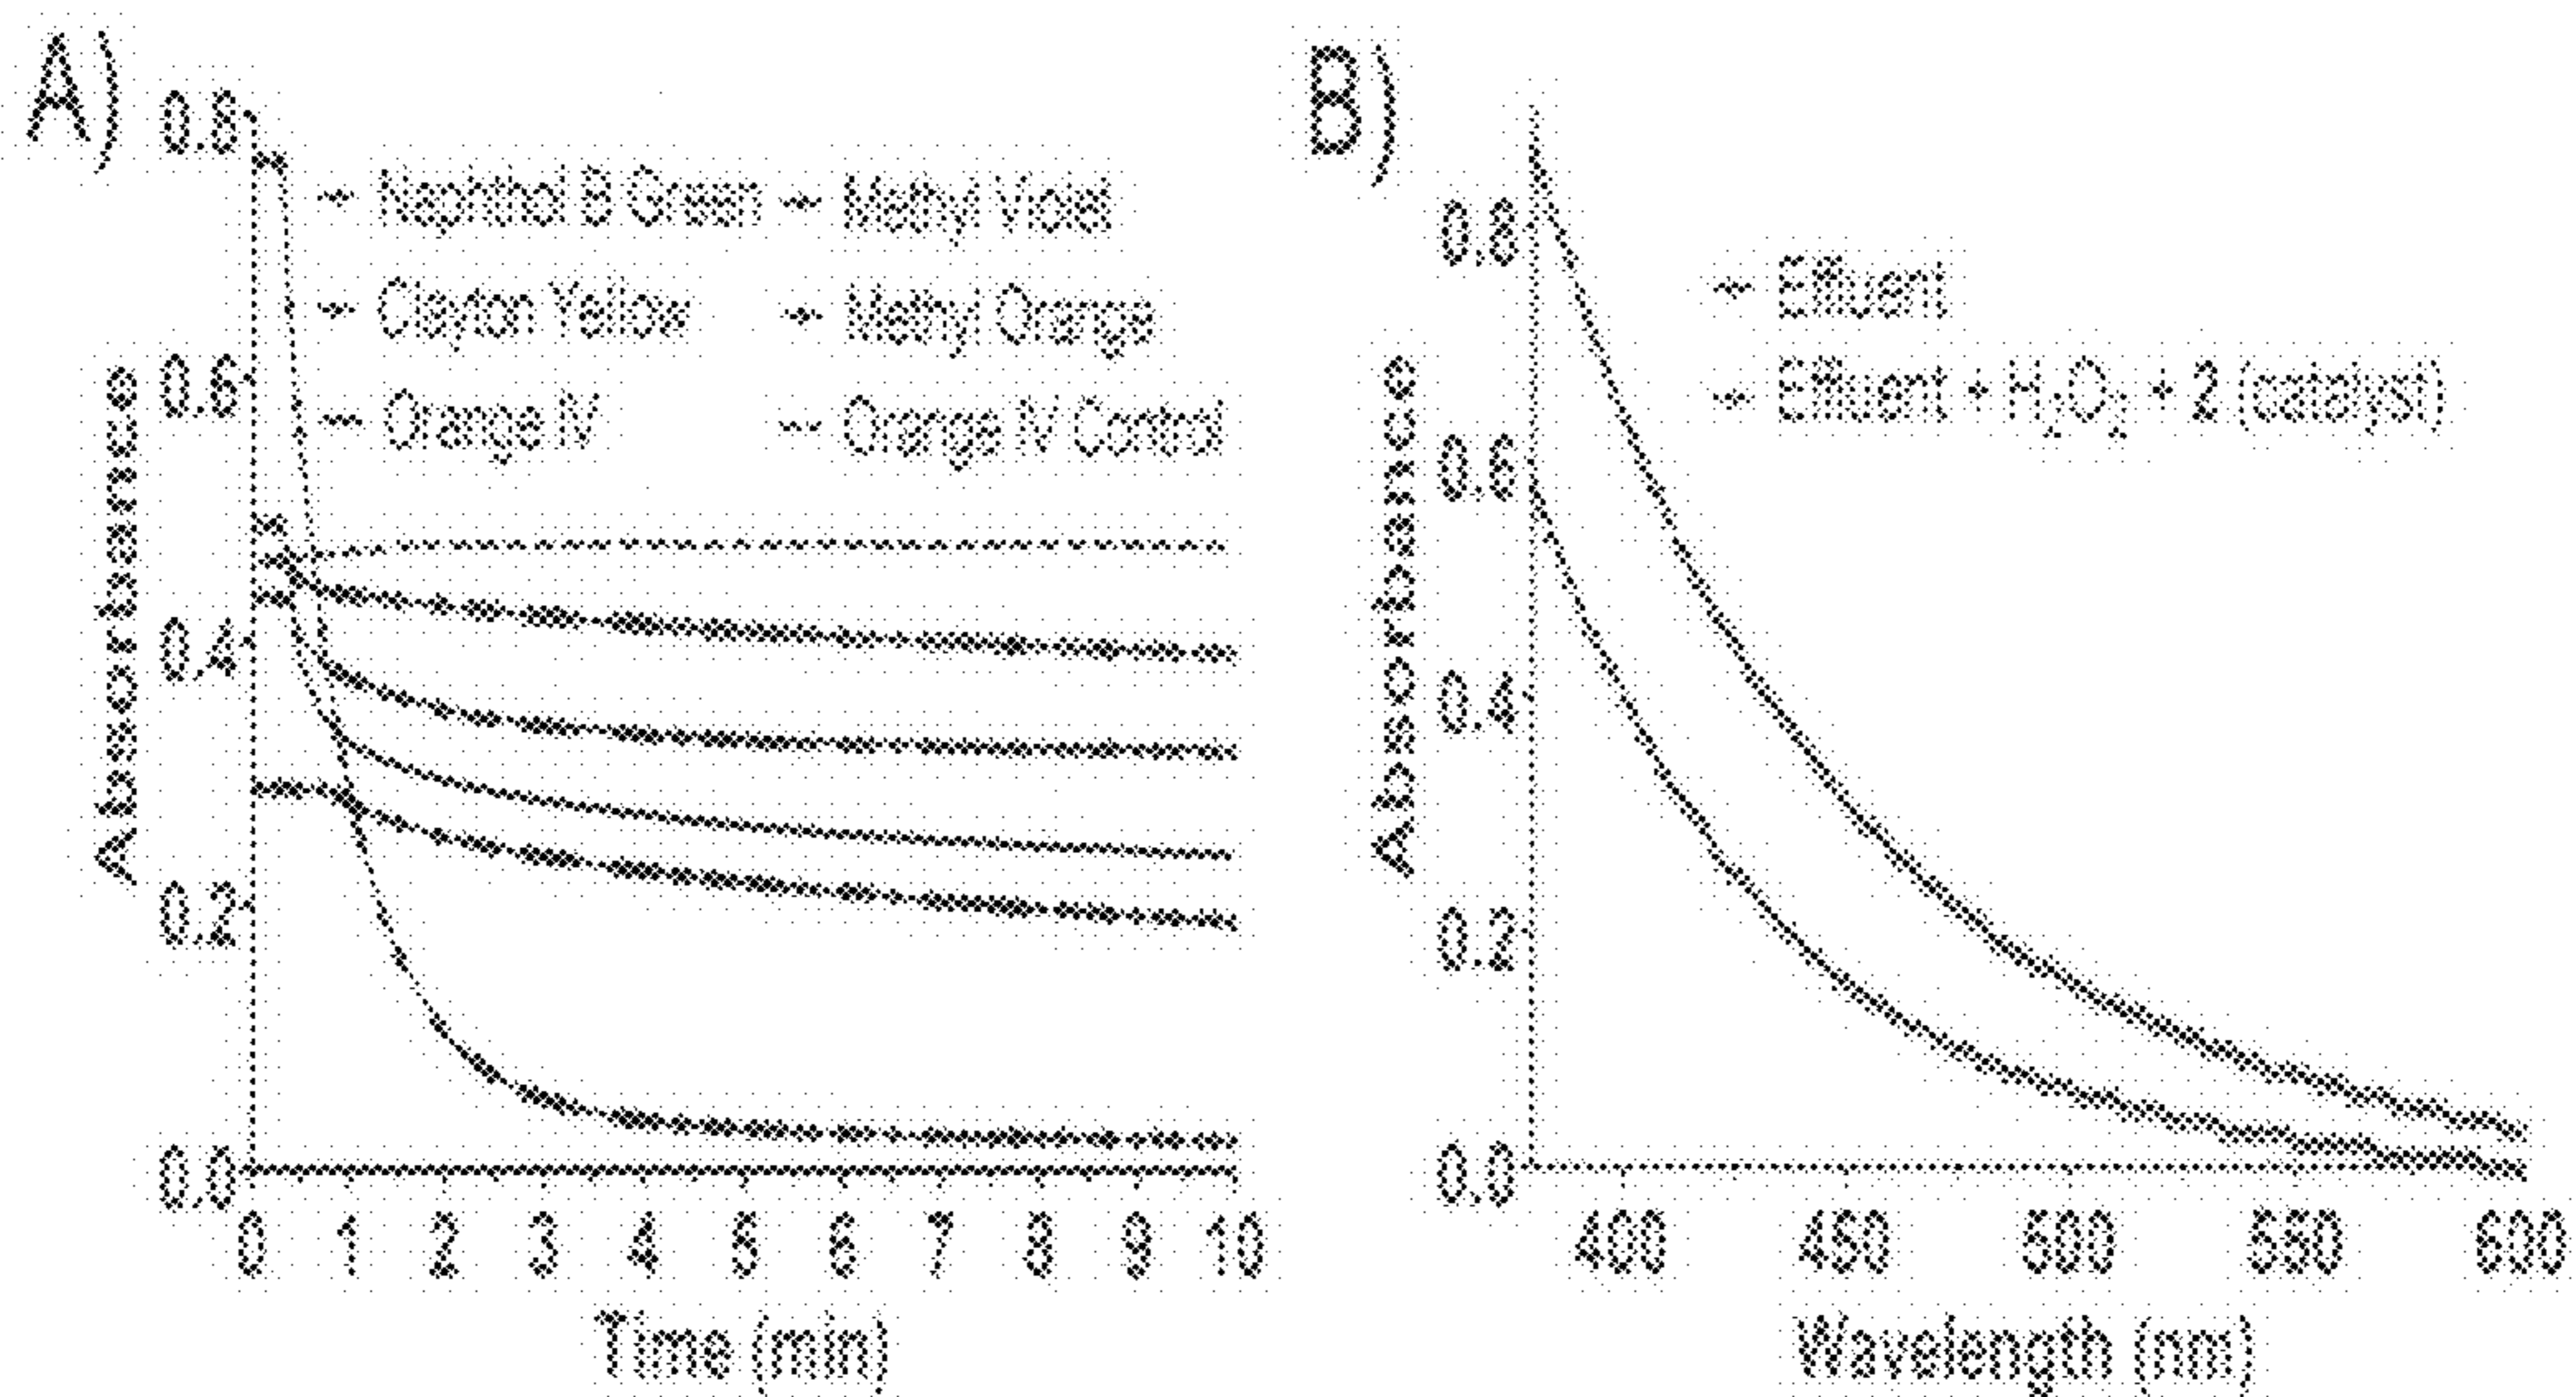 A)
0.8
0.6
0.4
0.2
0.0
Absorbance
Naphthol B Green
Methyl Violet
Clayton Yellow
Methyl Orange
Orange IV
Orange IV Control
0 1 2 3 4 5 6 7 8 9 10
Time (min)
B)
0.8
0.6
0.4
0.2
0.0
Absorbance
Effluent
Effluent + H₂O₂ + 2 (catalyst)
400 450 500 550 600
Wavelength (nm)